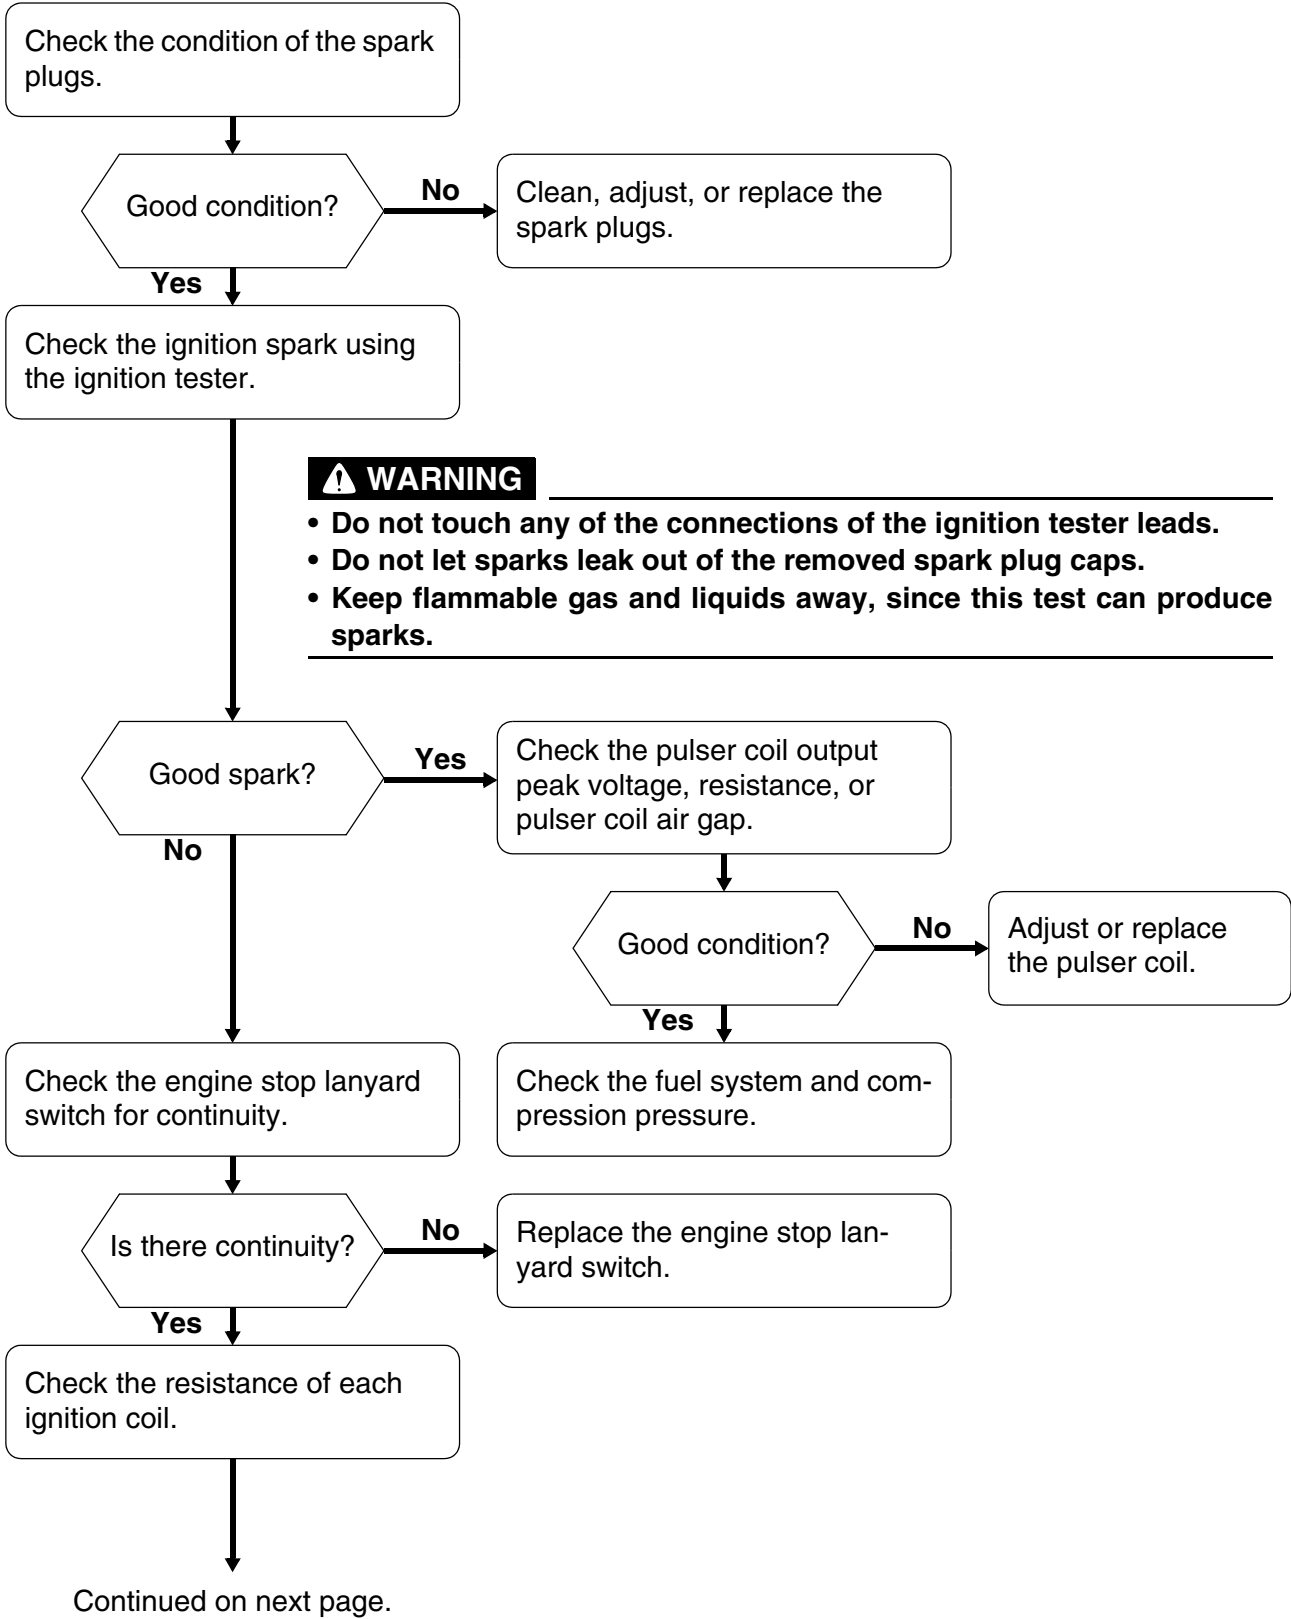 Check the condition of the spark
plugs.
Good condition?
No
Clean, adjust, or replace the
spark plugs.
Yes
Check the ignition spark using
the ignition tester.
WARNING
• Do not touch any of the connections of the ignition tester leads.
• Do not let sparks leak out of the removed spark plug caps.
• Keep flammable gas and liquids away, since this test can produce
sparks.
Good spark?
Yes
Check the pulser coil output
peak voltage, resistance, or
pulser coil air gap.
No
Good condition?
No
Adjust or replace
the pulser coil.
Yes
Check the engine stop lanyard
switch for continuity.
Check the fuel system and com-
pression pressure.
Is there continuity?
No
Replace the engine stop lan-
yard switch.
Yes
Check the resistance of each
ignition coil.
Continued on next page.